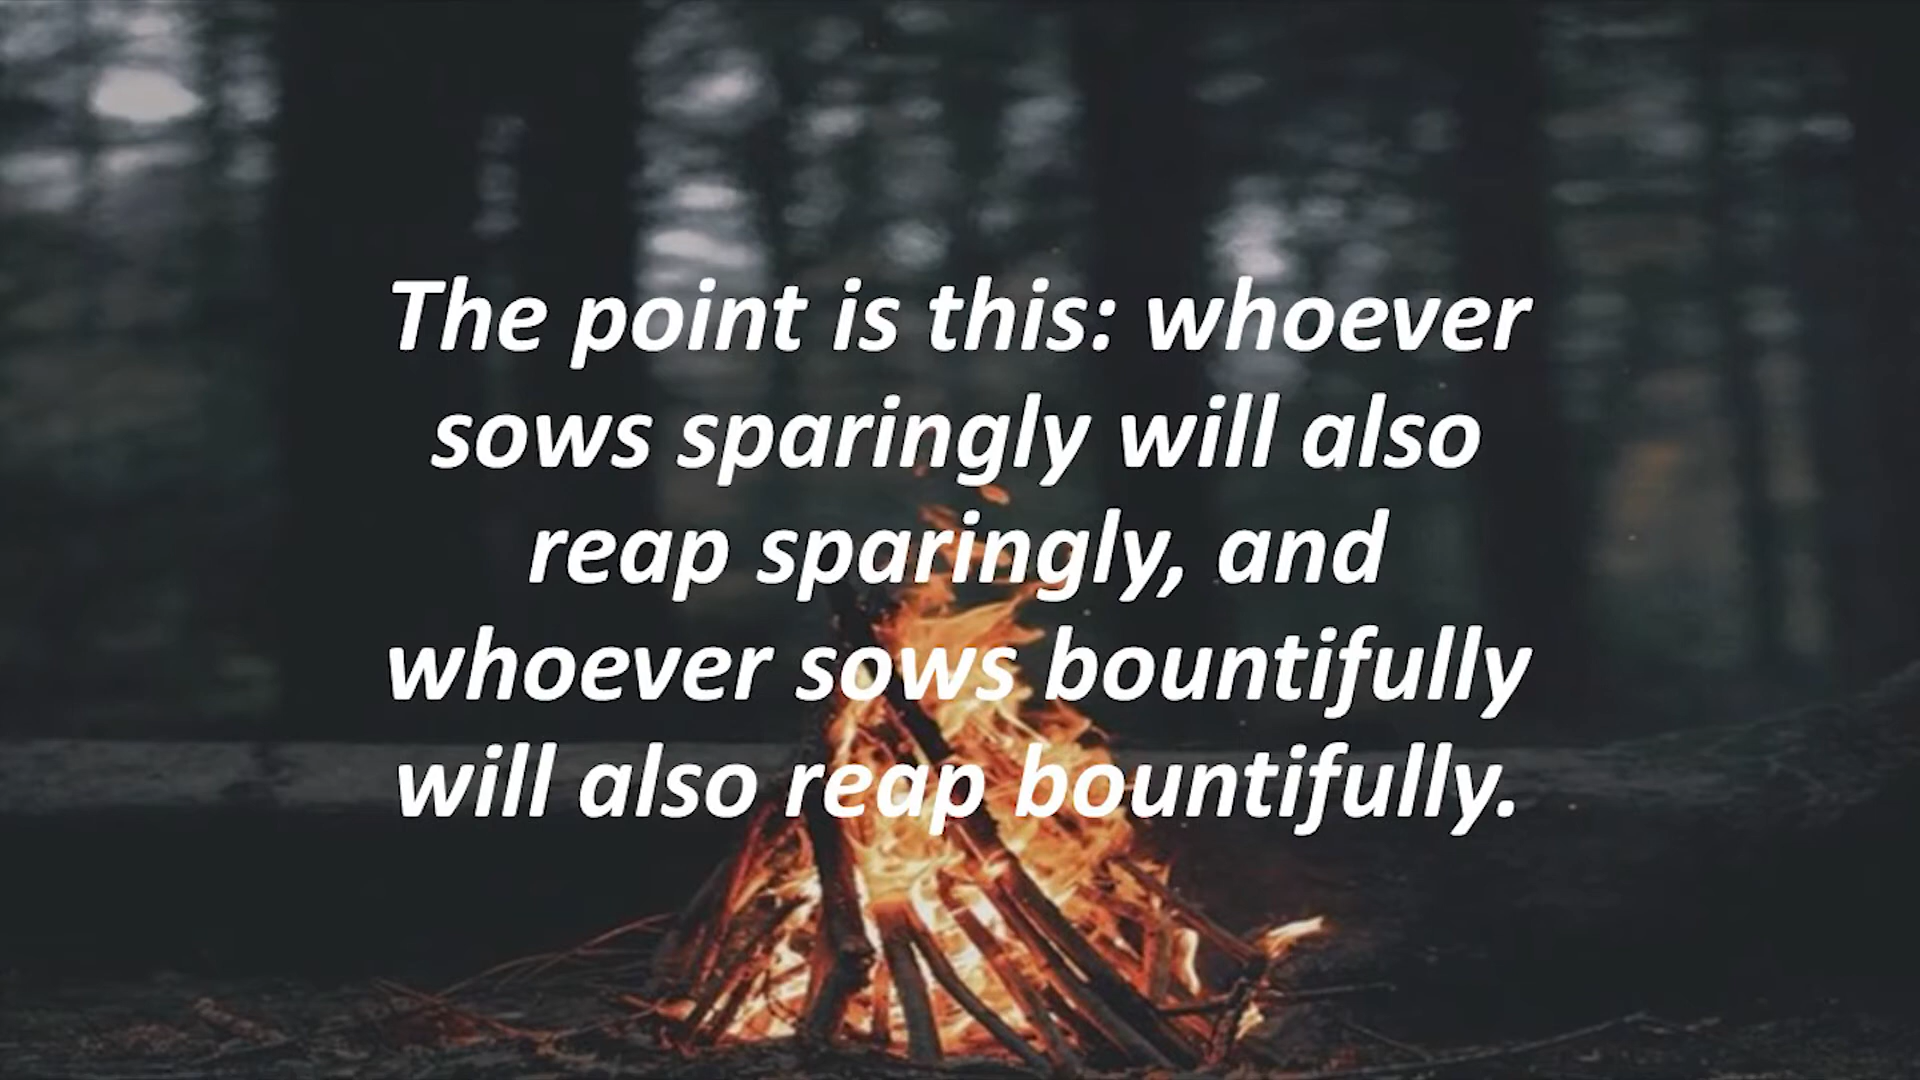 The point is this: whoever
sows sparingly will also
reap sparingly, and
whoever sows bountifully
will also reap bountifully.